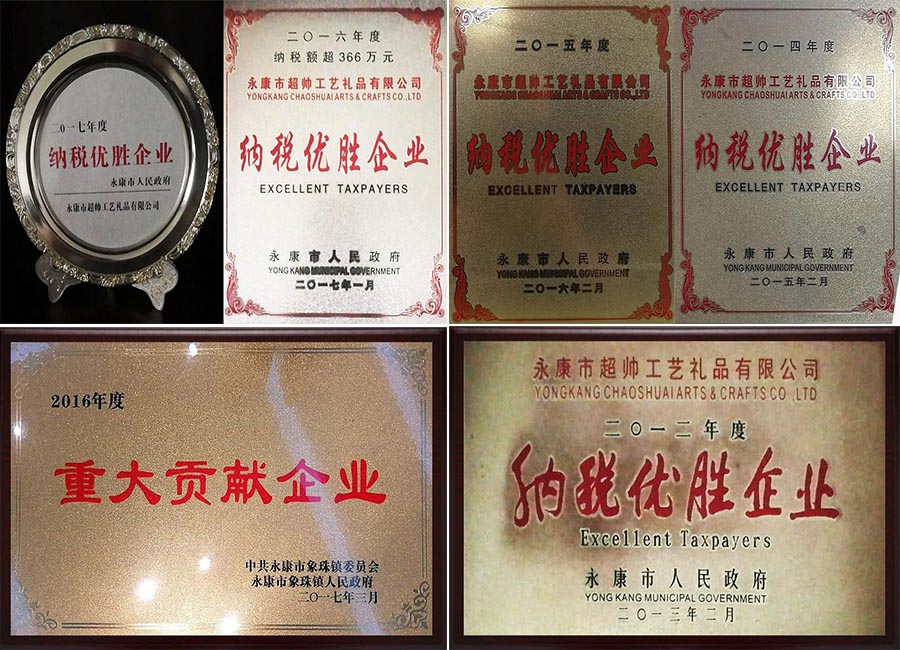 二〇一七年度
纳税优胜企业
永康市人民政府
永康市超帅工艺礼品有限公司
二〇一六年度
纳税额超366万元
永康市超帅工艺礼品有限公司
YONGKANG CHAOSHUAI ARTS & CRAFTS CO.,LTD
纳税优胜企业
EXCELLENT TAXPAYERS
永康市人民政府
YONG KANG MUNICIPAL GOVERNMENT
二〇一七年一月
二〇一五年度
永康市超帅工艺礼品有限公司
YONGKANG CHAOSHUAI ARTS & CRAFTS CO.,LTD
纳税优胜企业
EXCELLENT TAXPAYERS
永康市人民政府
YONG KANG MUNICIPAL GOVERNMENT
二〇一六年二月
二〇一四年度
永康市超帅工艺礼品有限公司
YONGKANG CHAOSHUAI ARTS & CRAFTS CO.,LTD
纳税优胜企业
EXCELLENT TAXPAYERS
永康市人民政府
YONG KANG MUNICIPAL GOVERNMENT
二〇一五年二月
2016年度
重大贡献企业
中共永康市象珠镇委员会
永康市象珠镇人民政府
二〇一七年三月
永康市超帅工艺礼品有限公司
YONGKANG CHAOSHUAI ARTS & CRAFTS CO.,LTD
二〇一二年度
纳税优胜企业
Excellent Taxpayers
永康市人民政府
YONG KANG MUNICIPAL GOVERNMENT
二〇一三年二月